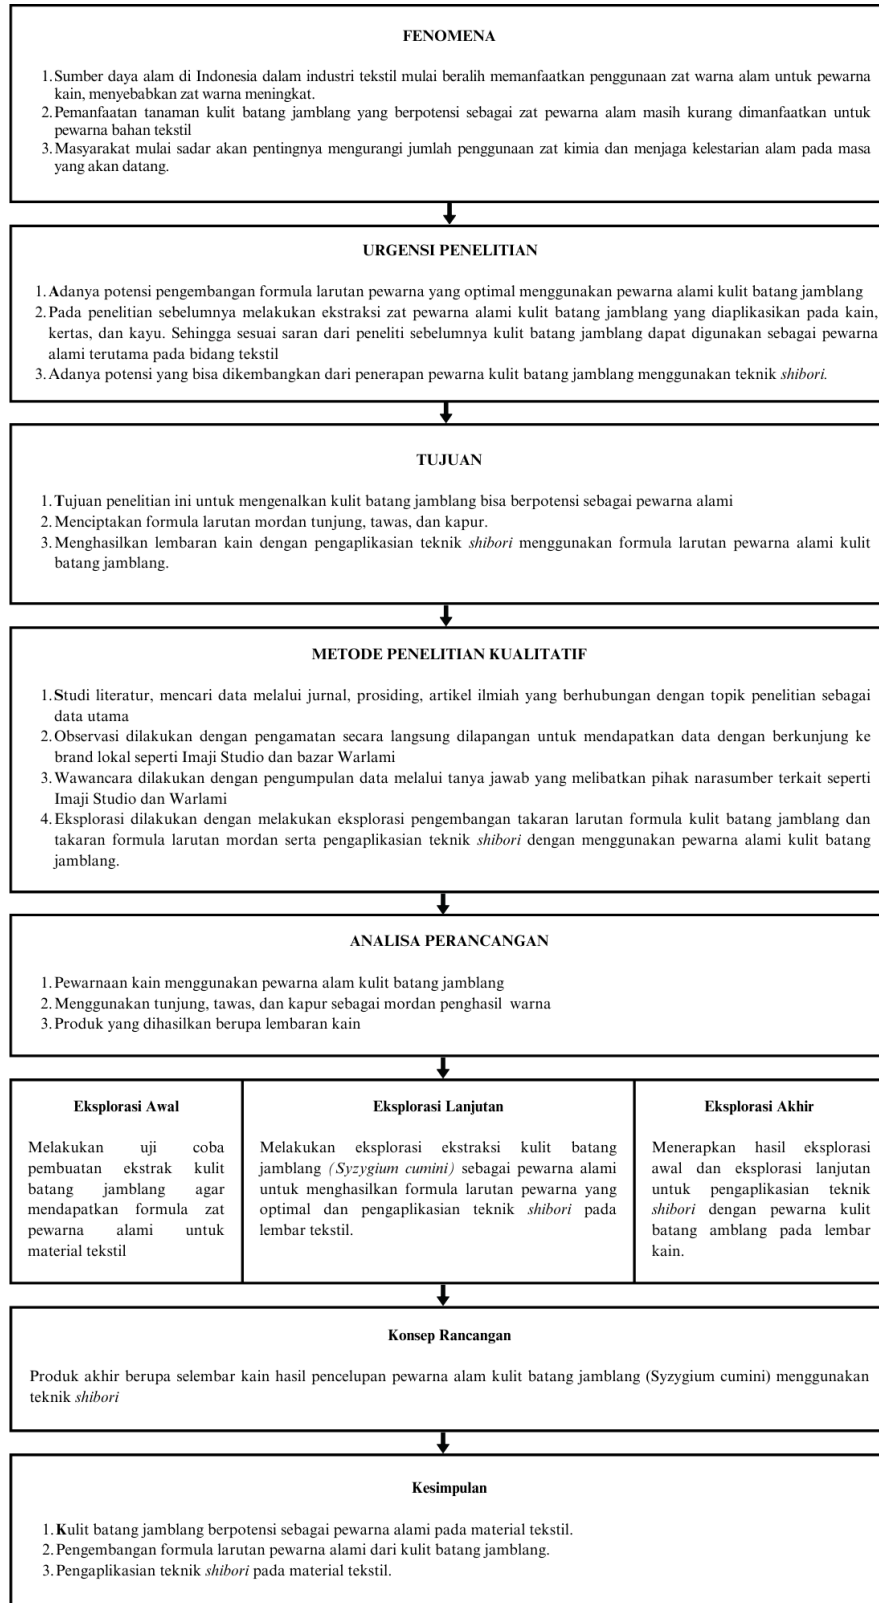 FENOMENA
1. Sumber daya alam di Indonesia dalam industri tekstil mulai beralih memanfaatkan penggunaan zat warna alam untuk pewarna
kain, menyebabkan zat warna meningkat.
2. Pemanfaatan tanaman kulit batang jamblang yang berpotensi sebagai zat pewarna alam masih kurang dimanfaatkan untuk
pewarna bahan tekstil
3. Masyarakat mulai sadar akan pentingnya mengurangi jumlah penggunaan zat kimia dan menjaga kelestarian alam pada masa
yang akan datang.
URGENSI PENELITIAN
1. Adanya potensi pengembangan formula larutan pewarna yang optimal menggunakan pewarna alami kulit batang jamblang
2. Pada penelitian sebelumnya melakukan ekstraksi zat pewarna alami kulit batang jamblang yang diaplikasikan pada kain,
kertas, dan kayu. Sehingga sesuai saran dari peneliti sebelumnya kulit batang jamblang dapat digunakan sebagai pewarna
alami terutama pada bidang tekstil
3. Adanya potensi yang bisa dikembangkan dari penerapan pewarna kulit batang jamblang menggunakan teknik shibori.
TUJUAN
1. Tujuan penelitian ini untuk mengenalkan kulit batang jamblang bisa berpotensi sebagai pewarna alami
2. Menciptakan formula larutan mordan tunjung, tawas, dan kapur.
3. Menghasilkan lembaran kain dengan pengaplikasian teknik shibori menggunakan formula larutan pewarna alami kulit
batang jamblang.
METODE PENELITIAN KUALITATIF
1. Studi literatur, mencari data melalui jurnal, prosiding, artikel ilmiah yang berhubungan dengan topik penelitian sebagai
data utama
2. Observasi dilakukan dengan pengamatan secara langsung dilapangan untuk mendapatkan data dengan berkunjung ke
brand lokal seperti Imaji Studio dan bazar Warlami
3. Wawancara dilakukan dengan pengumpulan data melalui tanya jawab yang melibatkan pihak narasumber terkait seperti
Imaji Studio dan Warlami
4. Eksplorasi dilakukan dengan melakukan eksplorasi pengembangan takaran larutan formula kulit batang jamblang dan
takaran formula larutan mordan serta pengaplikasian teknik shibori dengan menggunakan pewarna alami kulit batang
jamblang.
ANALISA PERANCANGAN
1. Pewarnaan kain menggunakan pewarna alam kulit batang jamblang
2. Menggunakan tunjung, tawas, dan kapur sebagai mordan penghasil warna
3. Produk yang dihasilkan berupa lembaran kain
Eksplorasi Awal
Melakukan uji coba
pembuatan ekstrak kulit
batang jamblang agar
mendapatkan formula zat
pewarna alami untuk
material tekstil
Eksplorasi Lanjutan
Melakukan eksplorasi ekstraksi kulit batang
jamblang (Syzygium cumini) sebagai pewarna alami
untuk menghasilkan formula larutan pewarna yang
optimal dan pengaplikasian teknik shibori pada
lembar tekstil.
Eksplorasi Akhir
Menerapkan hasil eksplorasi
awal dan eksplorasi lanjutan
untuk pengaplikasian teknik
shibori dengan pewarna kulit
batang amblang pada lembar
kain.
Konsep Rancangan
Produk akhir berupa selembar kain hasil pencelupan pewarna alam kulit batang jamblang (Syzygium cumini) menggunakan
teknik shibori
Kesimpulan
1. Kulit batang jamblang berpotensi sebagai pewarna alami pada material tekstil.
2. Pengembangan formula larutan pewarna alami dari kulit batang jamblang.
3. Pengaplikasian teknik shibori pada material tekstil.